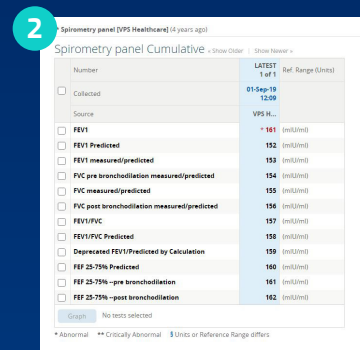 2
Spirometry panel [VPS Healthcare] (4 years ago)
Spirometry panel Cumulative « Show Older | Show Newer »
Number LATEST 1 of 1 Ref. Range (Units)
Collected 01-Sep-19 12:09
Source VPS H...
FEV1 * 161 (mIU/ml)
FEV1 Predicted 152 (mIU/ml)
FEV1 measured/predicted 153 (mIU/ml)
FVC pre bronchodilation measured/predicted 154 (mIU/ml)
FVC measured/predicted 155 (mIU/ml)
FVC post bronchodilation measured/predicted 156 (mIU/ml)
FEV1/FVC 157 (mIU/ml)
FEV1/FVC Predicted 158 (mIU/ml)
Deprecated FEV1/Predicted by Calculation 159 (mIU/ml)
FEF 25-75% Predicted 160 (mIU/ml)
FEF 25-75% --pre bronchodilation 161 (mIU/ml)
FEF 25-75% --post bronchodilation 162 (mIU/ml)
Graph No tests selected
* Abnormal ** Critically Abnormal § Units or Reference Range differs